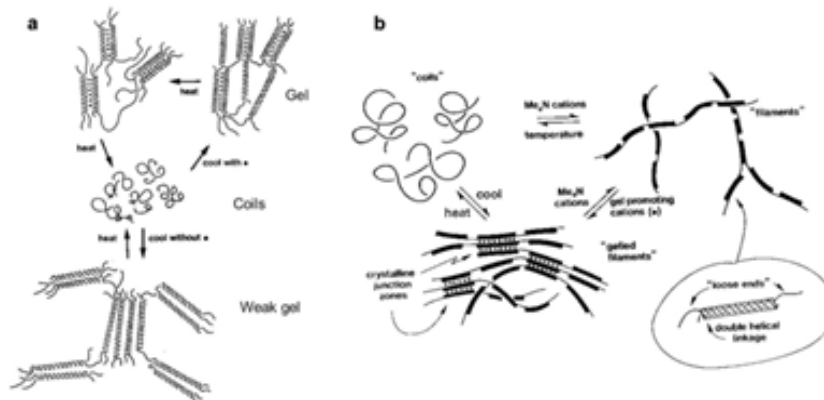 a
heat
Gel
heat
cool with •
Coils
heat
cool without •
Weak gel
b
"coils"
Me₄N cations
temperature
"filaments"
cool
heat
Me₄N
cations
gel promoting
cations (•)
"gelled
filaments"
crystalline
junction
zones
"loose ends"
double helical
linkage